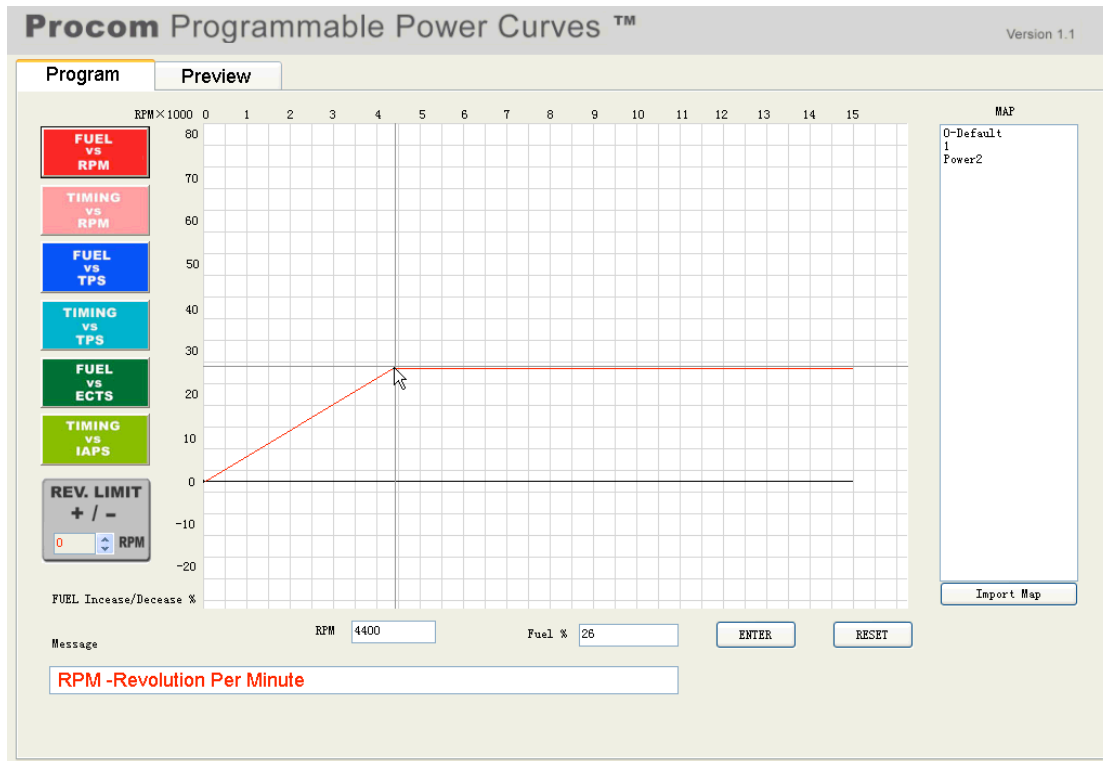 Procom Programmable Power Curves ™
Version 1.1
Program
Preview
RPM×1000 0 1 2 3 4 5 6 7 8 9 10 11 12 13 14 15
MAP
80
70
60
50
40
30
20
10
0
-10
-20
FUEL
vs
RPM
TIMING
vs
RPM
FUEL
vs
TPS
TIMING
vs
TPS
FUEL
vs
ECTS
TIMING
vs
IAPS
REV. LIMIT
+ / -
0 RPM
0-Default
1
Power2
FUEL Incease/Decease %
Import Map
RPM 4400
Fuel % 26
ENTER
RESET
Message
RPM -Revolution Per Minute